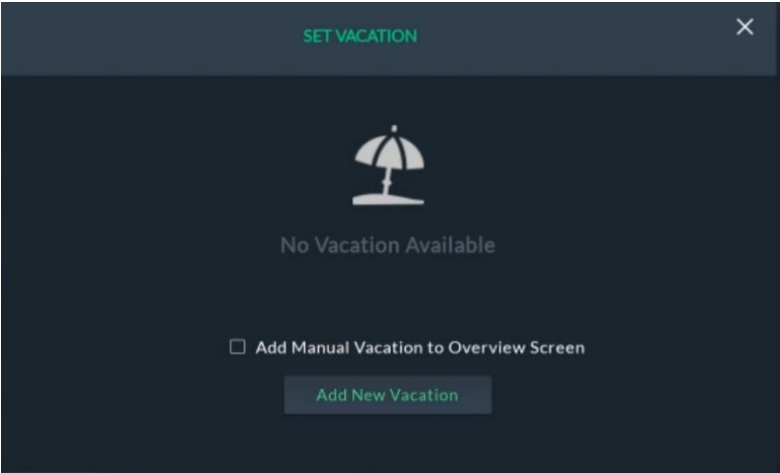 SET VACATION
No Vacation Available
Add Manual Vacation to Overview Screen
Add New Vacation